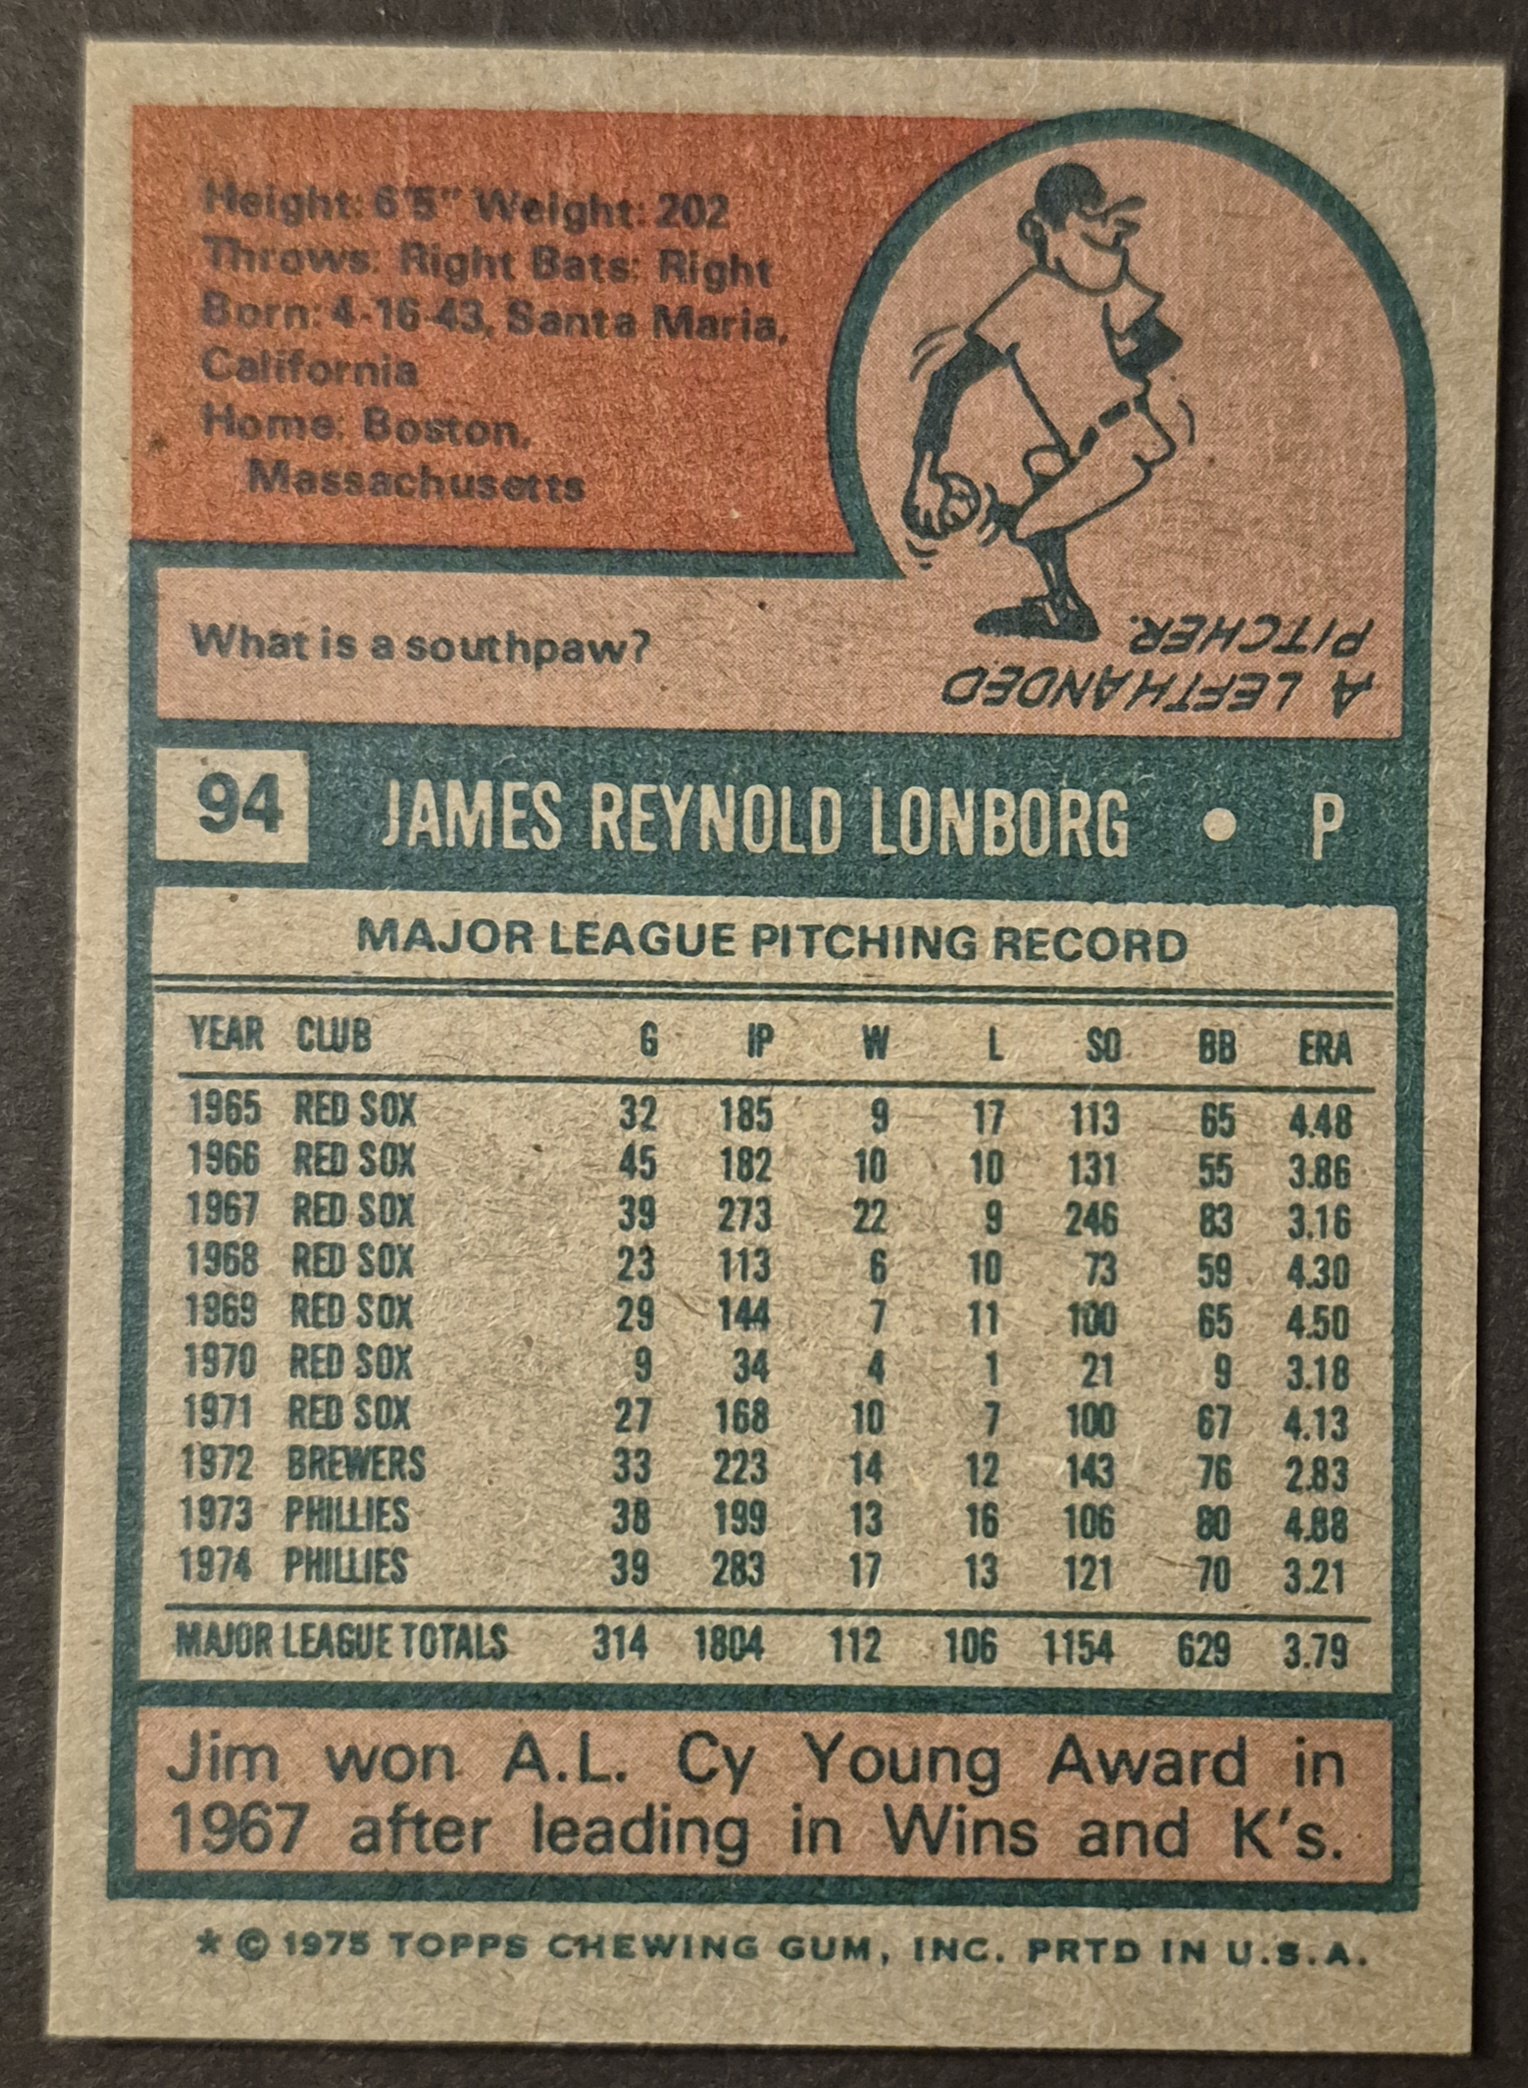 Height: 6'5" Weight: 202
Throws: Right Bats: Right
Born: 4-16-43, Santa Maria,
California
Home: Boston,
Massachusetts
What is a southpaw?
A LEFTHANDED
PITCHER.
94 JAMES REYNOLD LONBORG • P
MAJOR LEAGUE PITCHING RECORD
YEAR CLUB G IP W L SO BB ERA
1965 RED SOX 32 185 9 17 113 65 4.48
1966 RED SOX 45 182 10 10 131 55 3.86
1967 RED SOX 39 273 22 9 246 83 3.16
1968 RED SOX 23 113 6 10 73 59 4.30
1969 RED SOX 29 144 7 11 100 65 4.50
1970 RED SOX 9 34 4 1 21 9 3.18
1971 RED SOX 27 168 10 7 100 67 4.13
1972 BREWERS 33 223 14 12 143 76 2.83
1973 PHILLIES 38 199 13 16 106 80 4.88
1974 PHILLIES 39 283 17 13 121 70 3.21
MAJOR LEAGUE TOTALS 314 1804 112 106 1154 629 3.79
Jim won A.L. Cy Young Award in
1967 after leading in Wins and K's.
* © 1975 TOPPS CHEWING GUM, INC. PRTD IN U.S.A.